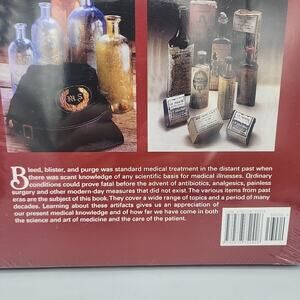 M S
Bleed, blister, and purge was standard medical treatment in the distant past when
there was scant knowledge of any scientific basis for medical illnesses. Ordinary
conditions could prove fatal before the advent of antibiotics, analgesics, painless
surgery and other modern-day measures that did not exist. The various items from past
eras are the subject of this book. They cover a wide range of topics and a period of many
decades. Learning about these artifacts gives us an appreciation of
our present medical knowledge and of how far we have come in both
the science and art of medicine and the care of the patient.